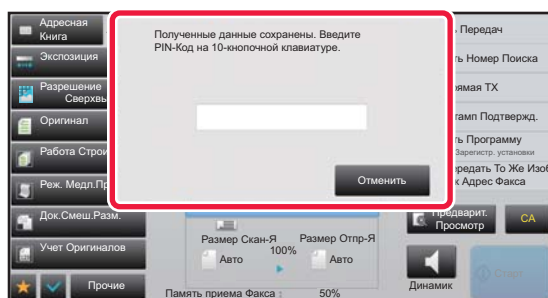 Адресная
Книга
Экспозиция
Разрешение
Сверхвы
Оригинал
Работа Строи
Реж. Медл.Пр
Док.Смеш.Разм.
Учет Оригиналов
Прочие
Полученные данные сохранены. Введите
PIN-Код на 10-кнопочной клавиатуре.
Отменить
Передач
ть Номер Поиска
рямая TX
тамп Подтвержд.
ть Программу
Зарегистр. установки
ередать То Же Изоб
к Адрес Факса
Размер Скан-Я
Авто
100%
Размер Отпр-Я
Авто
Память приема Факса : 50%
Предварит.
Просмотр
CA
Динамик
Старт